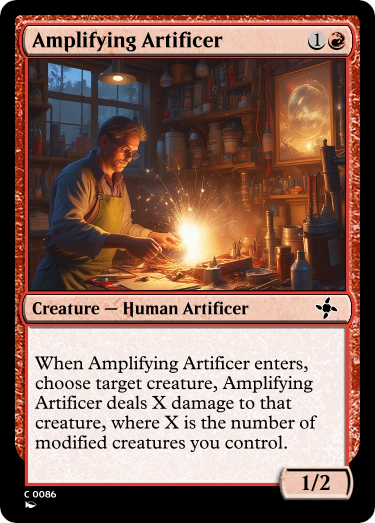 Amplifying Artificer 1
Creature — Human Artificer
When Amplifying Artificer enters,
choose target creature, Amplifying
Artificer deals X damage to that
creature, where X is the number of
modified creatures you control.
1/2
C 0086